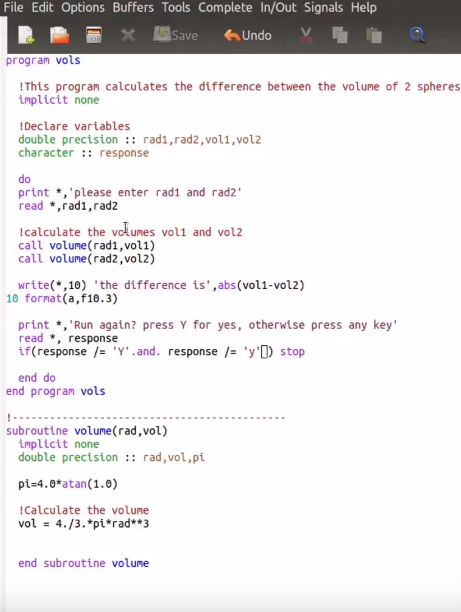 File Edit Options Buffers Tools Complete In/Out Signals Help
Save Undo
program vols
!This program calculates the difference between the volume of 2 spheres
implicit none
!Declare variables
double precision :: rad1,rad2,vol1,vol2
character :: response
do
print *,'please enter rad1 and rad2'
read *,rad1,rad2
!calculate the volumes vol1 and vol2
call volume(rad1,vol1)
call volume(rad2,vol2)
write(*,10) 'the difference is',abs(vol1-vol2)
10 format(a,f10.3)
print *,'Run again? press Y for yes, otherwise press any key'
read *, response
if(response /= 'Y'.and. response /= 'y') stop
end do
end program vols
!-------------------------------------------
subroutine volume(rad,vol)
implicit none
double precision :: rad,vol,pi
pi=4.0*atan(1.0)
!Calculate the volume
vol = 4./3.*pi*rad**3
end subroutine volume